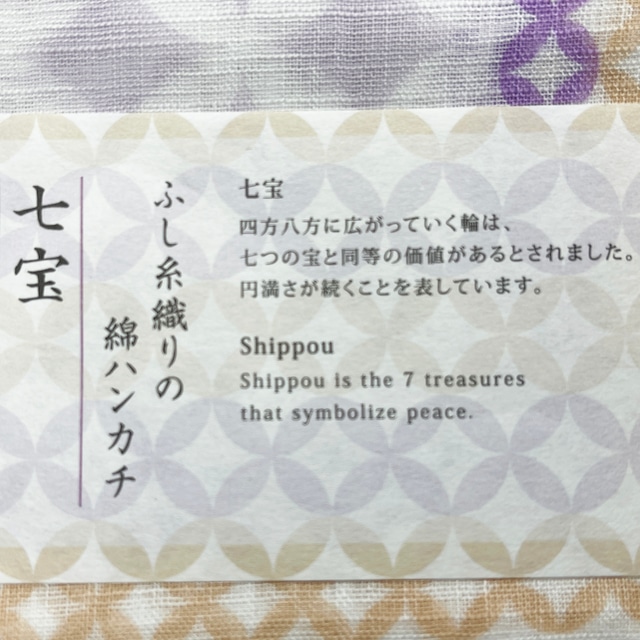 七宝
ふし糸織りの
綿ハンカチ
七宝
四方八方に広がっていく輪は、
七つの宝と同等の価値があるとされました。
円満さが続くことを表しています。
Shippou
Shippou is the 7 treasures
that symbolize peace.